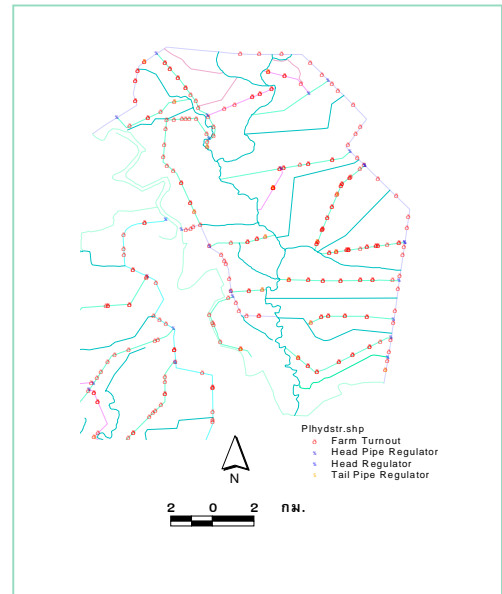 Plhydstr.shp
Farm Turnout
Head Pipe Regulator
Head Regulator
Tail Pipe Regulator
N
2 0 2 กม.